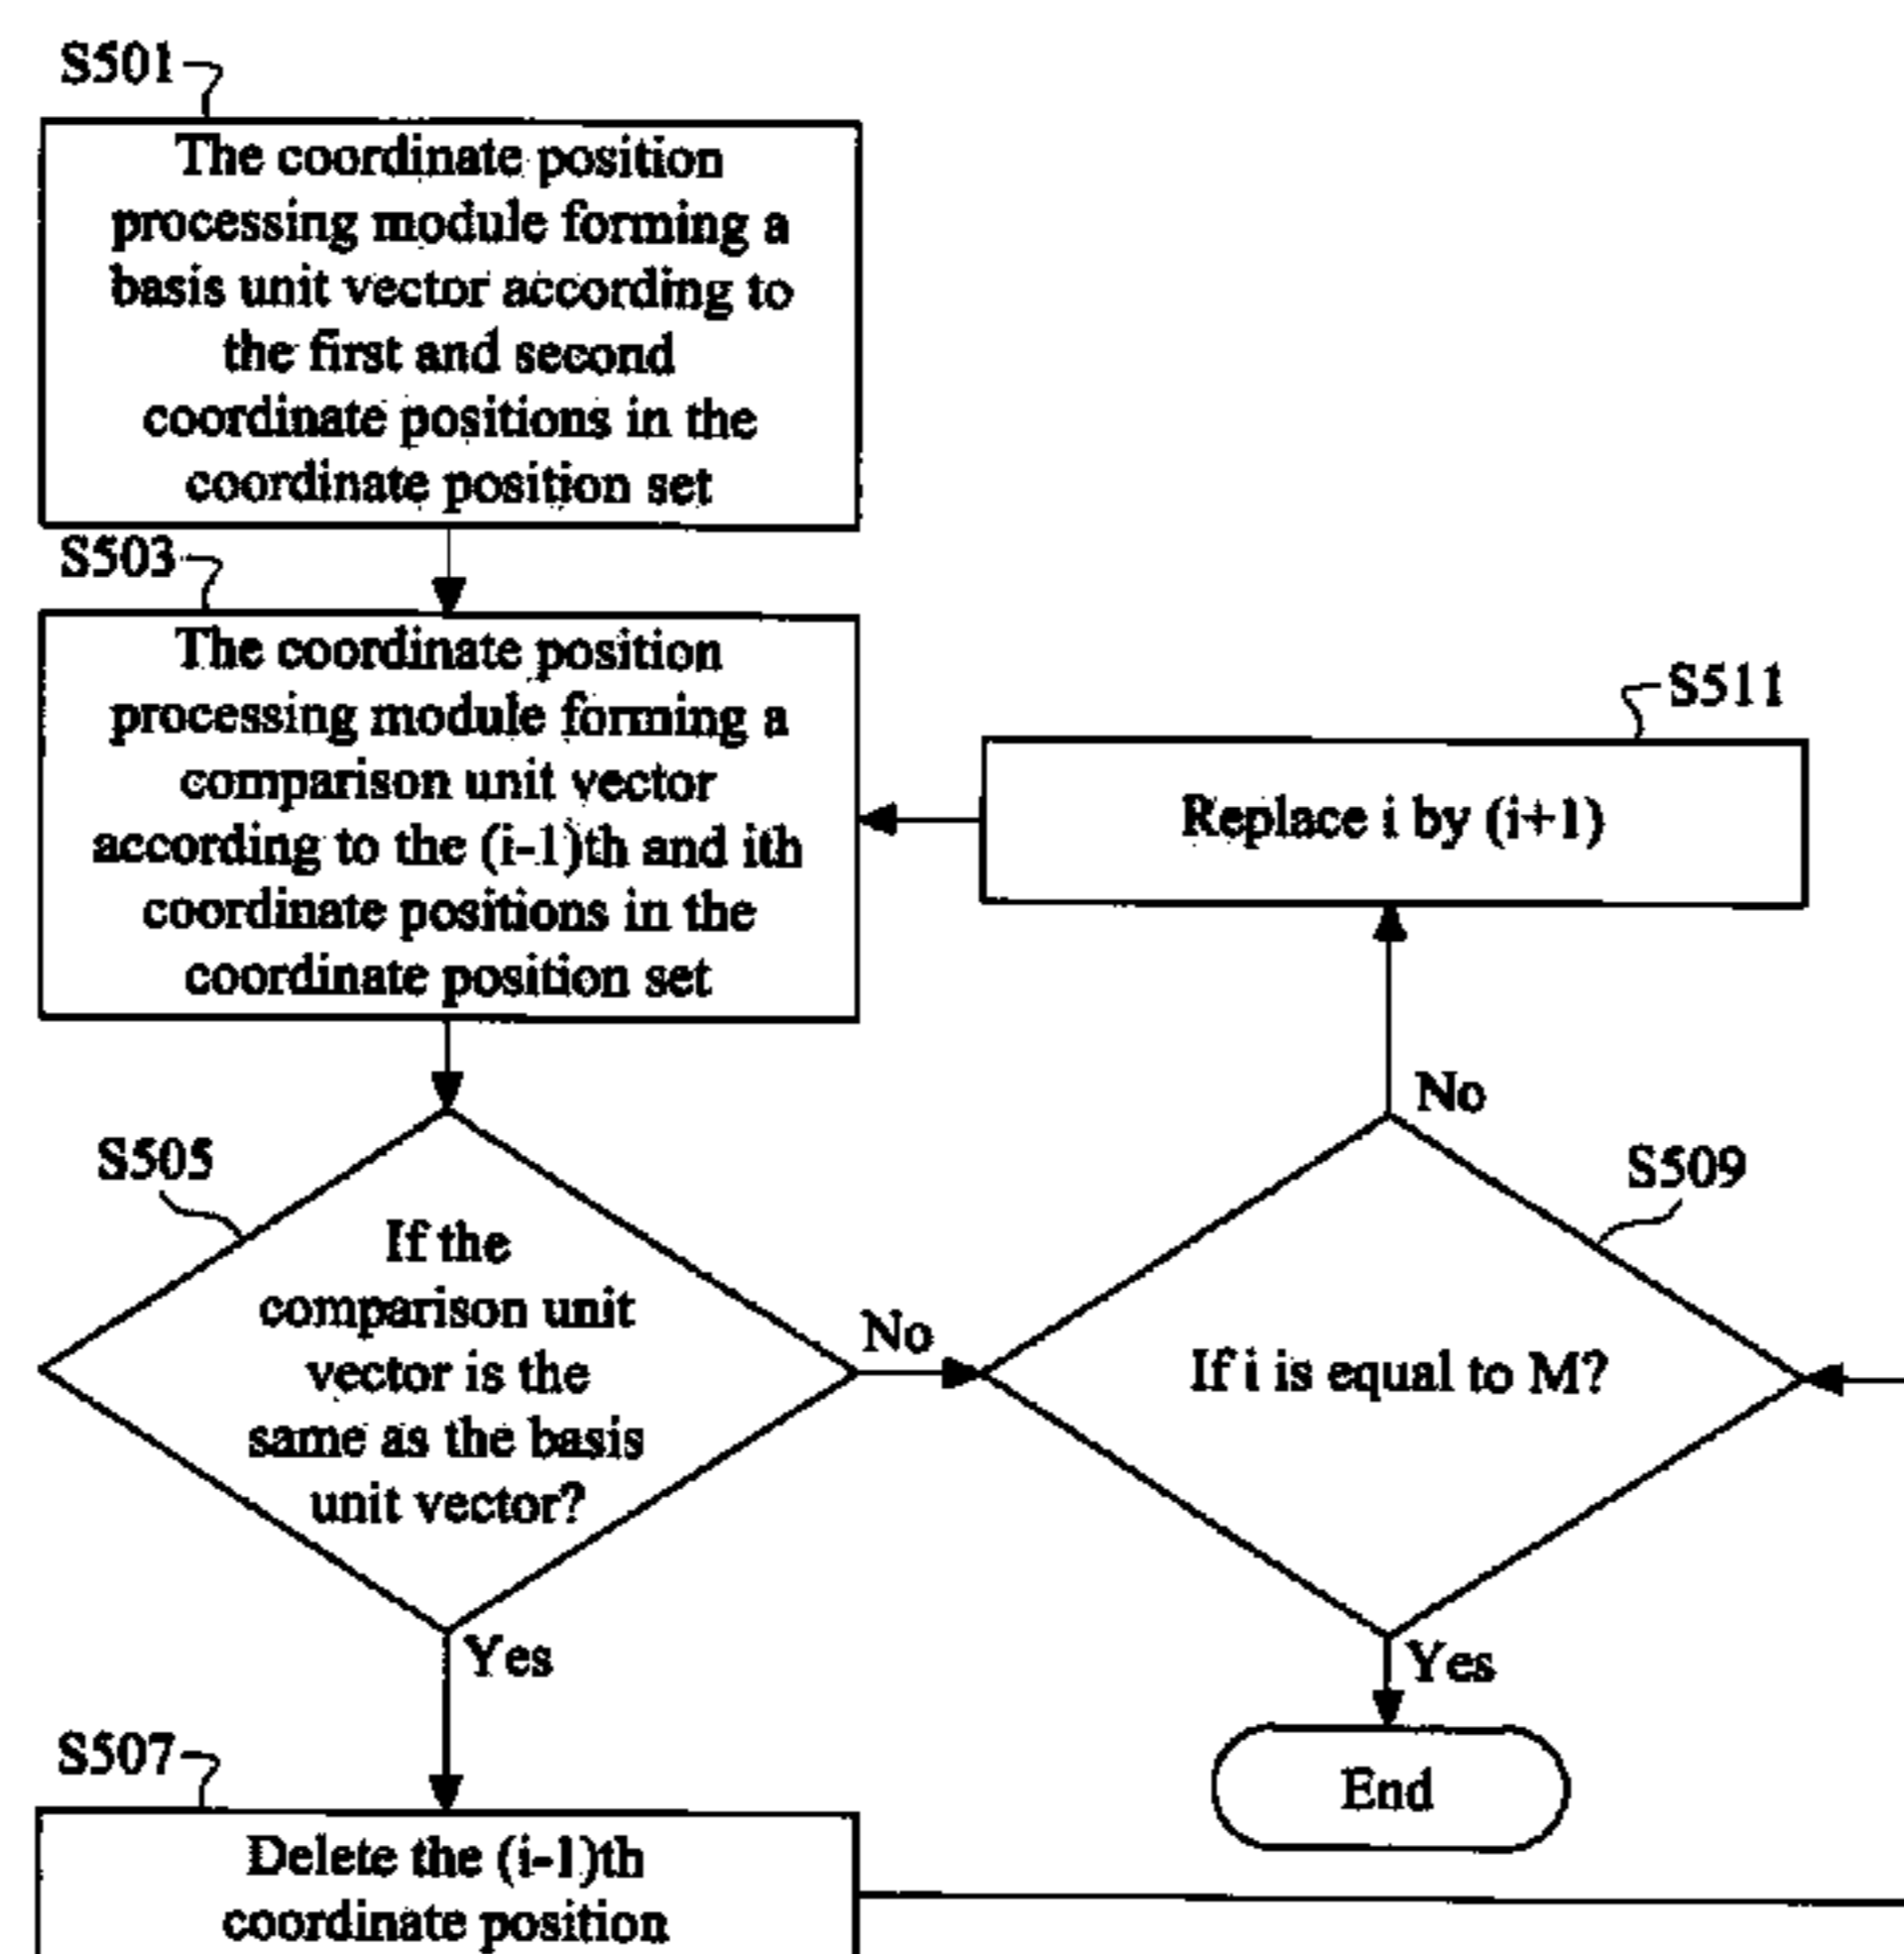 S501
The coordinate position
processing module forming a
basis unit vector according to
the first and second
coordinate positions in the
coordinate position set
S503
The coordinate position
processing module forming a
comparison unit vector
according to the (i-1)th and ith
coordinate positions in the
coordinate position set
S511
Replace i by (i+1)
S505
If the
comparison unit
vector is the
same as the basis
unit vector?
No
Yes
S509
If i is equal to M?
No
Yes
End
S507
Delete the (i-1)th
coordinate position